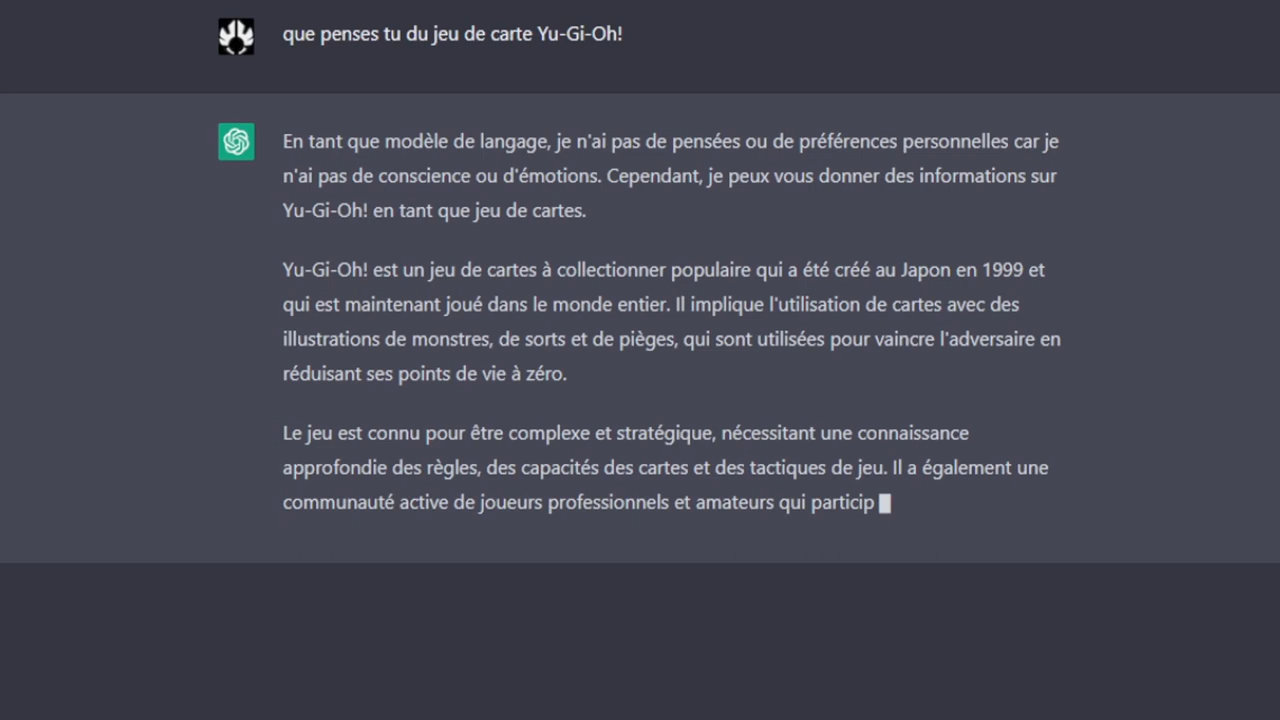 que penses tu du jeu de carte Yu-Gi-Oh!
En tant que modèle de langage, je n'ai pas de pensées ou de préférences personnelles car je
n'ai pas de conscience ou d'émotions. Cependant, je peux vous donner des informations sur
Yu-Gi-Oh! en tant que jeu de cartes.
Yu-Gi-Oh! est un jeu de cartes à collectionner populaire qui a été créé au Japon en 1999 et
qui est maintenant joué dans le monde entier. Il implique l'utilisation de cartes avec des
illustrations de monstres, de sorts et de pièges, qui sont utilisées pour vaincre l'adversaire en
réduisant ses points de vie à zéro.
Le jeu est connu pour être complexe et stratégique, nécessitant une connaissance
approfondie des règles, des capacités des cartes et des tactiques de jeu. Il a également une
communauté active de joueurs professionnels et amateurs qui particip